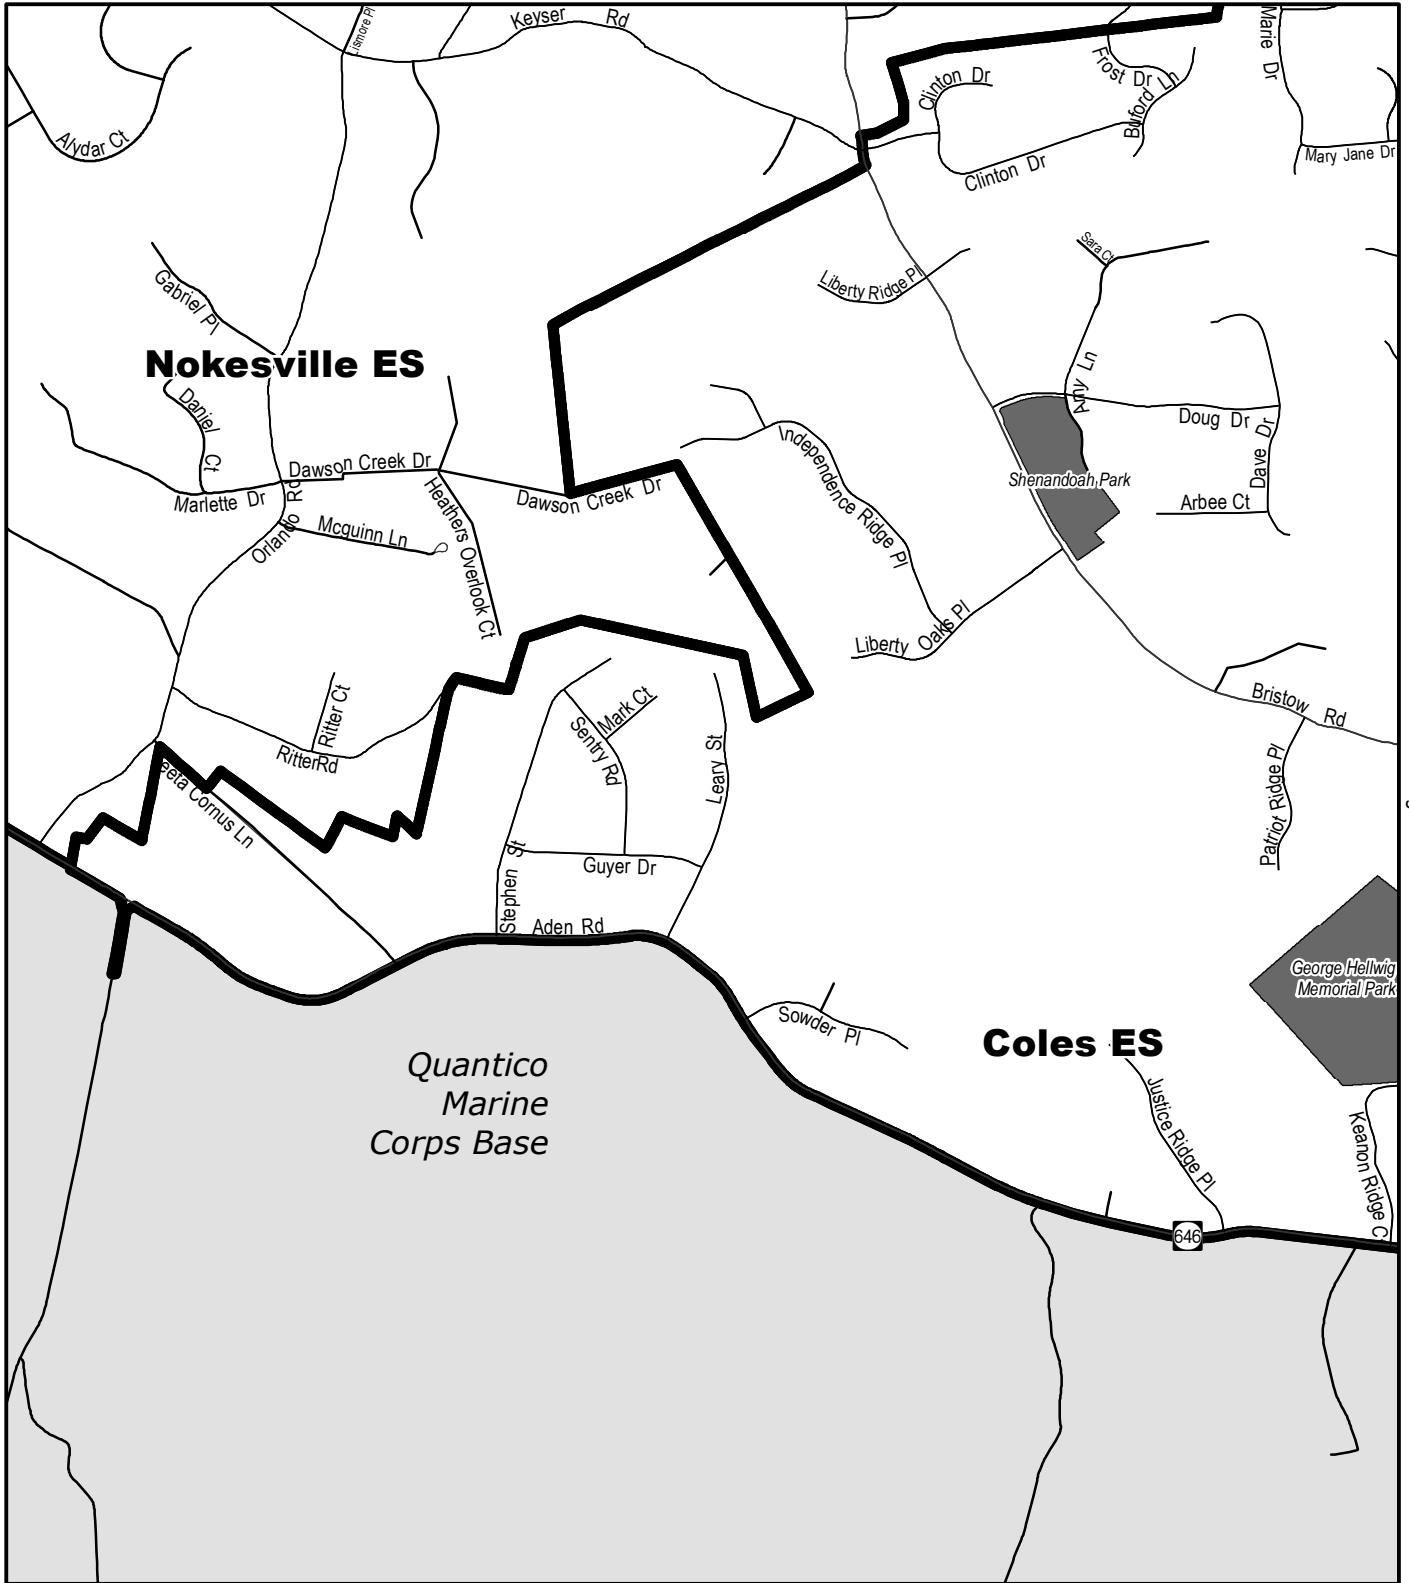 Lismore Pl
Keyser Rd
Marie Dr
Frost Dr
Clinton Dr
Buford Ln
Alydar Ct
Mary Jane Dr
Clinton Dr
Sara Ct
Gabriel Pl
Liberty Ridge Pl
Nokesville ES
Amy Ln
Daniel Ct
Doug Dr
Dave Dr
Independence Ridge Pl
Dawson Creek Dr
Shenandoah Park
Marlette Dr
Dawson Creek Dr
Arbee Ct
Orlando Rd
Mcquinn Ln
Heathers Overlook Ct
Liberty Oaks Pl
Ritter Ct
Mark Ct
Bristow Rd
Sentry Rd
Leary St
RitterRd
eeta Cornus Ln
Patriot Ridge Pl
Guyer Dr
Stephen St
Aden Rd
George Hellwig
Memorial Park
Sowder Pl
Coles ES
Quantico
Marine
Corps Base
Justice Ridge Pl
Keanon Ridge C
646